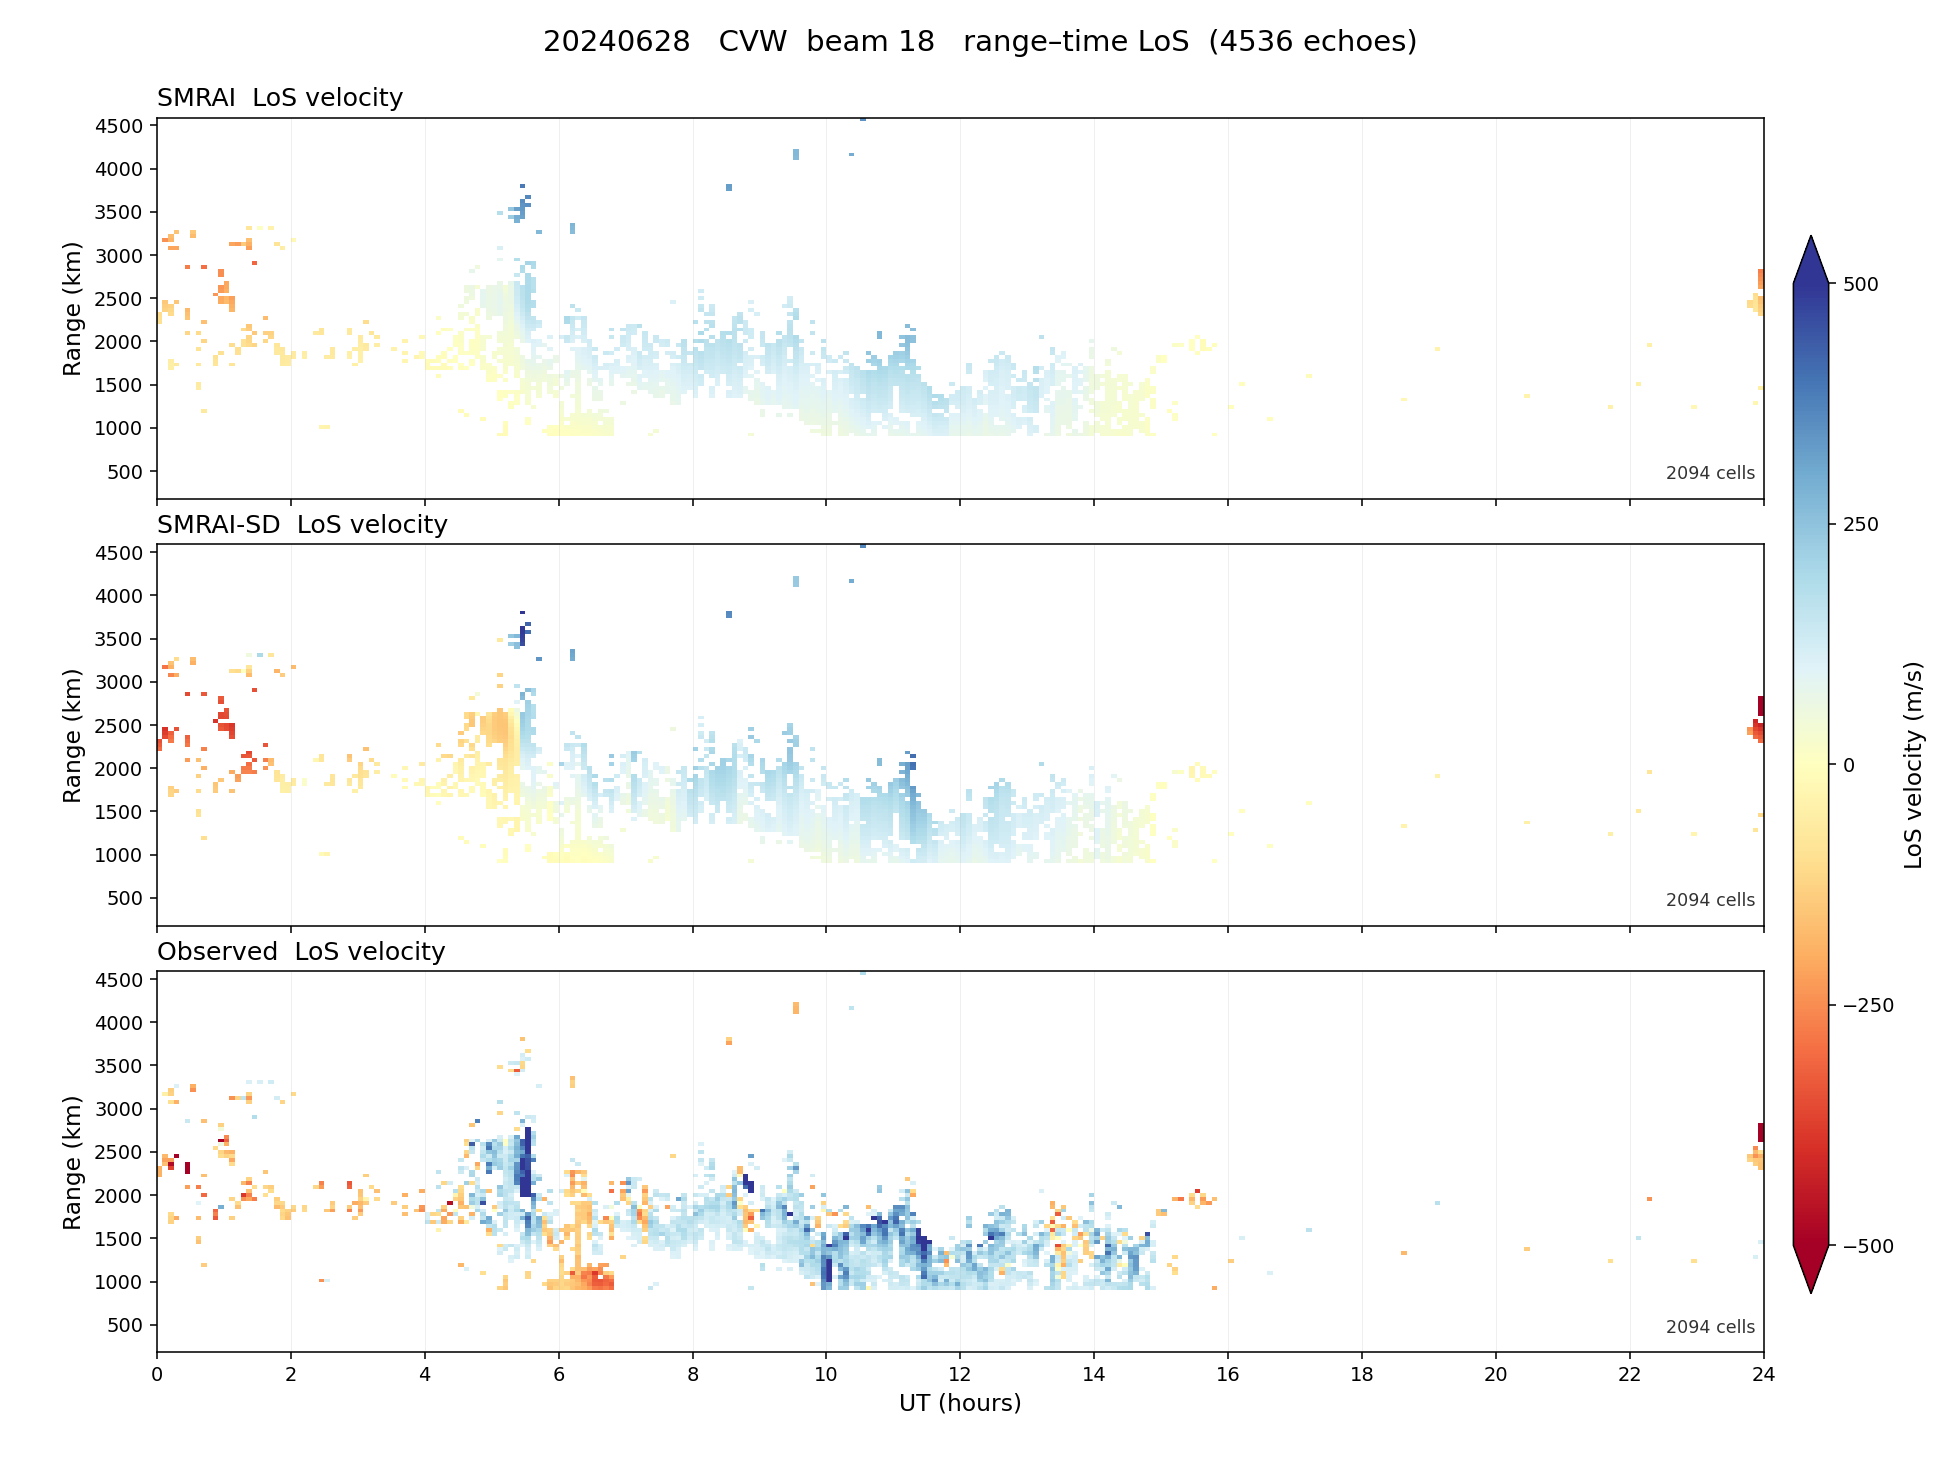 20240628   CVW  beam 18   range–time LoS  (4536 echoes)
SMRAI  LoS velocity
4500
4000
3500
3000
2500
2000
1500
1000
500
Range (km)
2094 cells
SMRAI-SD  LoS velocity
4500
4000
3500
3000
2500
2000
1500
1000
500
Range (km)
2094 cells
Observed  LoS velocity
4500
4000
3500
3000
2500
2000
1500
1000
500
Range (km)
2094 cells
0 2 4 6 8 10 12 14 16 18 20 22 24
UT (hours)
500
250
0
−250
−500
LoS velocity (m/s)